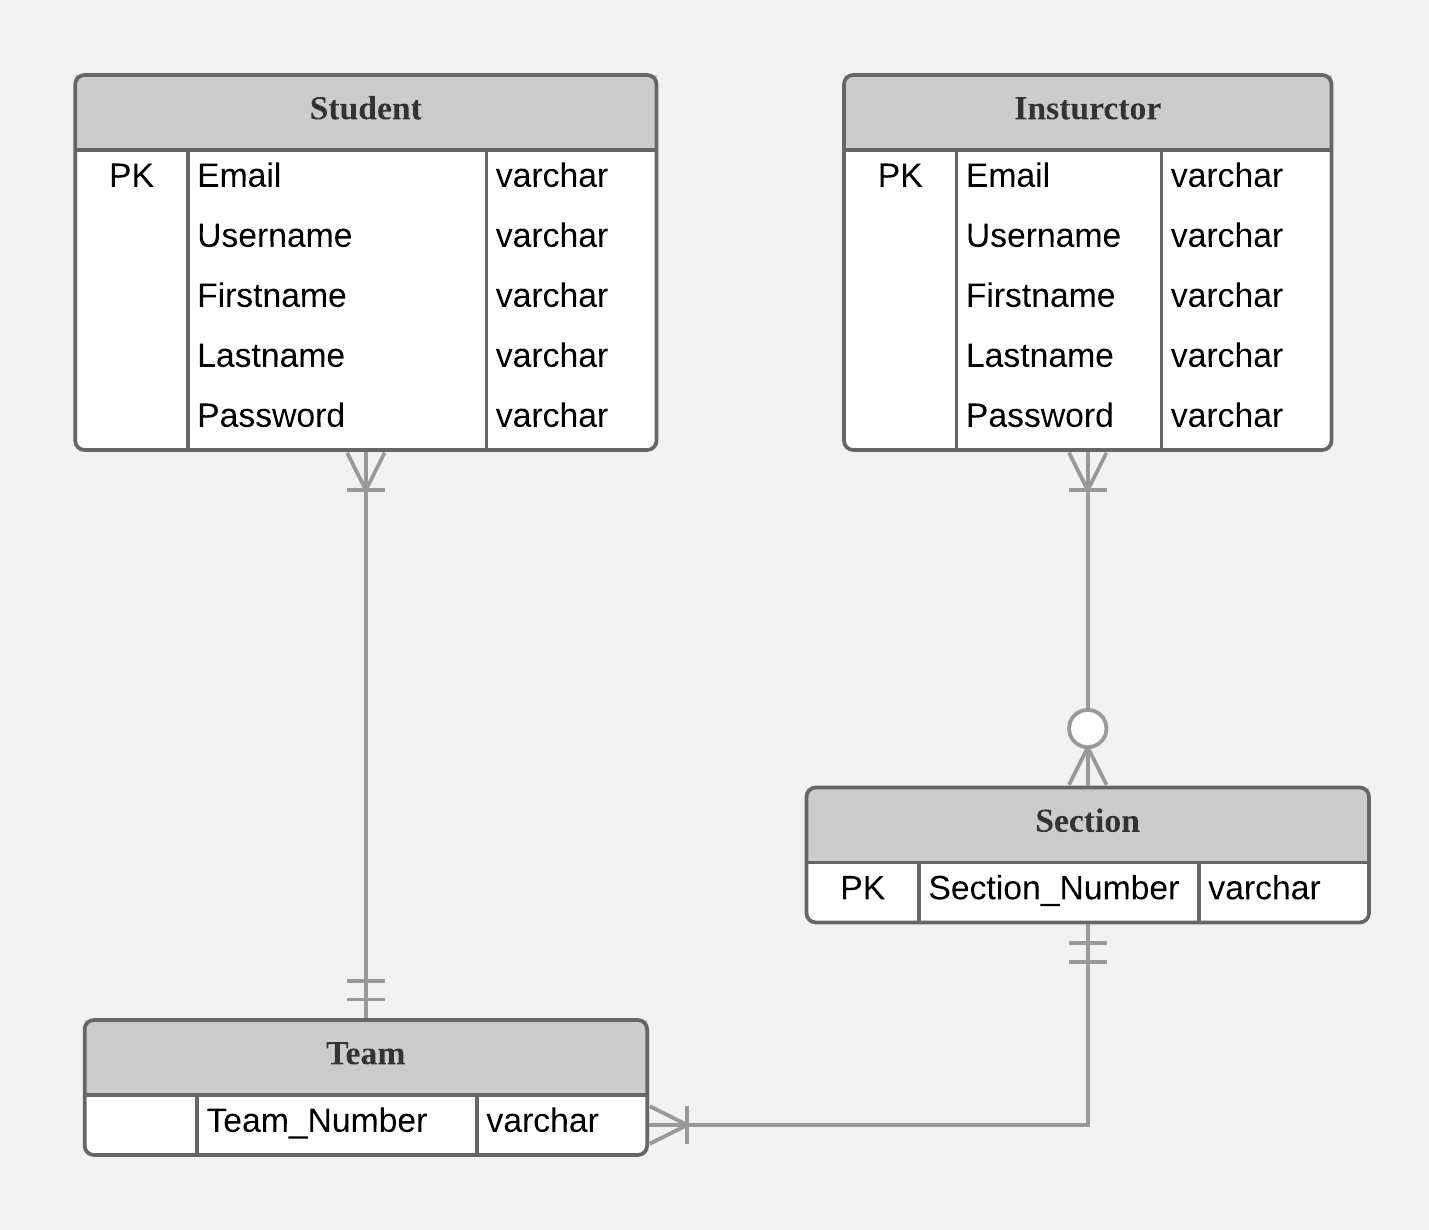 Student
PK Email varchar
Username varchar
Firstname varchar
Lastname varchar
Password varchar
Insturctor
PK Email varchar
Username varchar
Firstname varchar
Lastname varchar
Password varchar
Section
PK Section_Number varchar
Team
Team_Number varchar